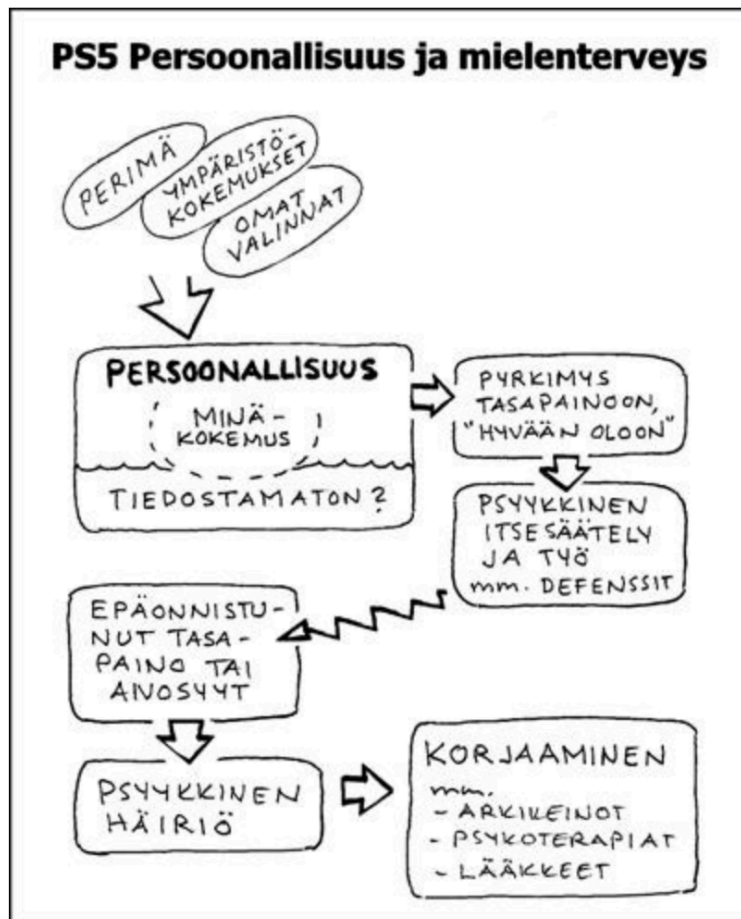 PS5 Persoonallisuus ja mielenterveys
PERIMÄ
YMPÄRISTÖ-
KOKEMUKSET
OMAT
VALINNAT
PERSOONALLISUUS
MINÄ-
KOKEMUS
TIEDOSTAMATON?
PYRKIMYS
TASAPAINOON,
"HYVÄÄN OLOON"
PSYYKKINEN
ITSESÄÄTELY
JA TYÖ
mm. DEFENSSIT
EPÄONNISTU-
NUT TASA-
PAINO TAI
ANOSYYT
PSYYKKINEN
HÄIRIÖ
KORJAAMINEN
mm.
- ARKIKEINOT
- PSYKOTERAPIAT
- LÄÄKKEET